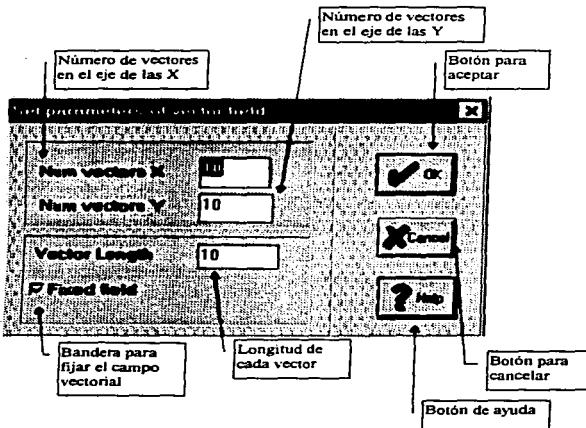 Número de vectores
en el eje de las Y
Número de vectores
en el eje de las X
Botón para
aceptar
Set parameters of vector field
Num vectors X
10
OK
Num vectors Y
10
Cancel
Vector Length
10
Fixed field
Help
Bandera para
fijar el campo
vectorial
Longitud de
cada vector
Botón para
cancelar
Botón de ayuda